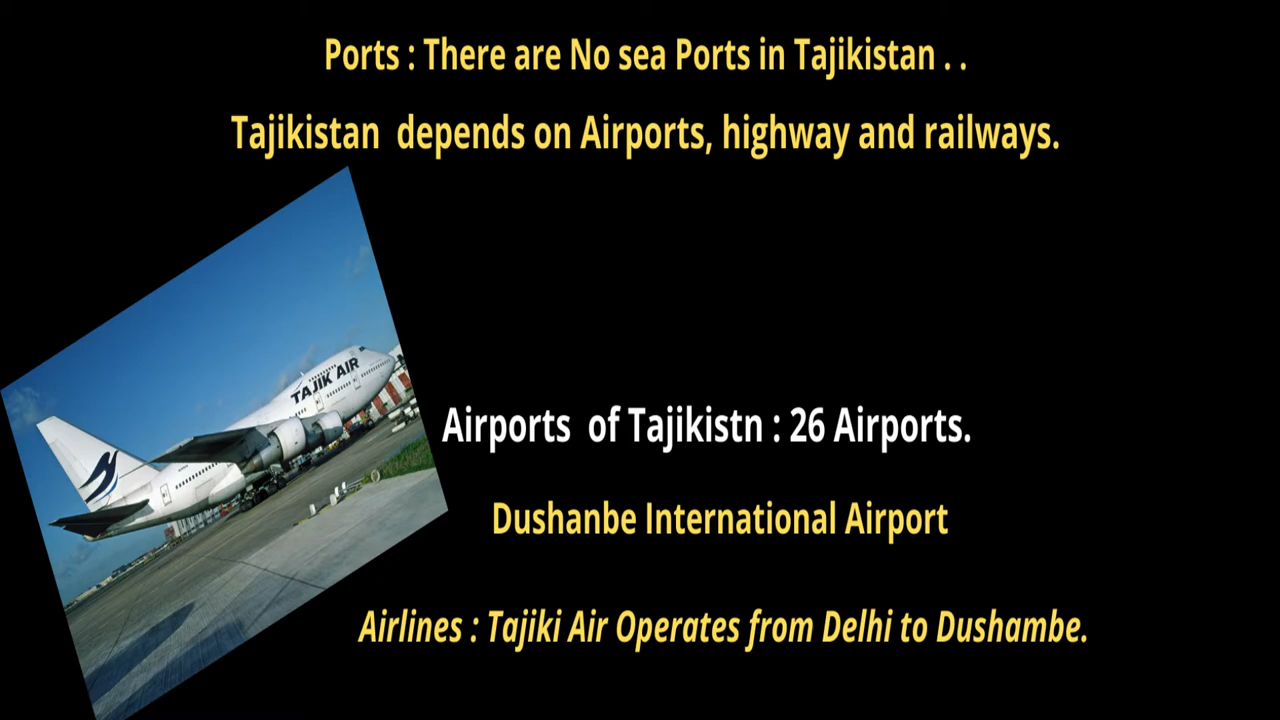 Ports : There are No sea Ports in Tajikistan . .
Tajikistan  depends on Airports, highway and railways.
TAJIK AIR
Airports  of Tajikistn : 26 Airports.
Dushanbe International Airport
Airlines : Tajiki Air Operates from Delhi to Dushambe.